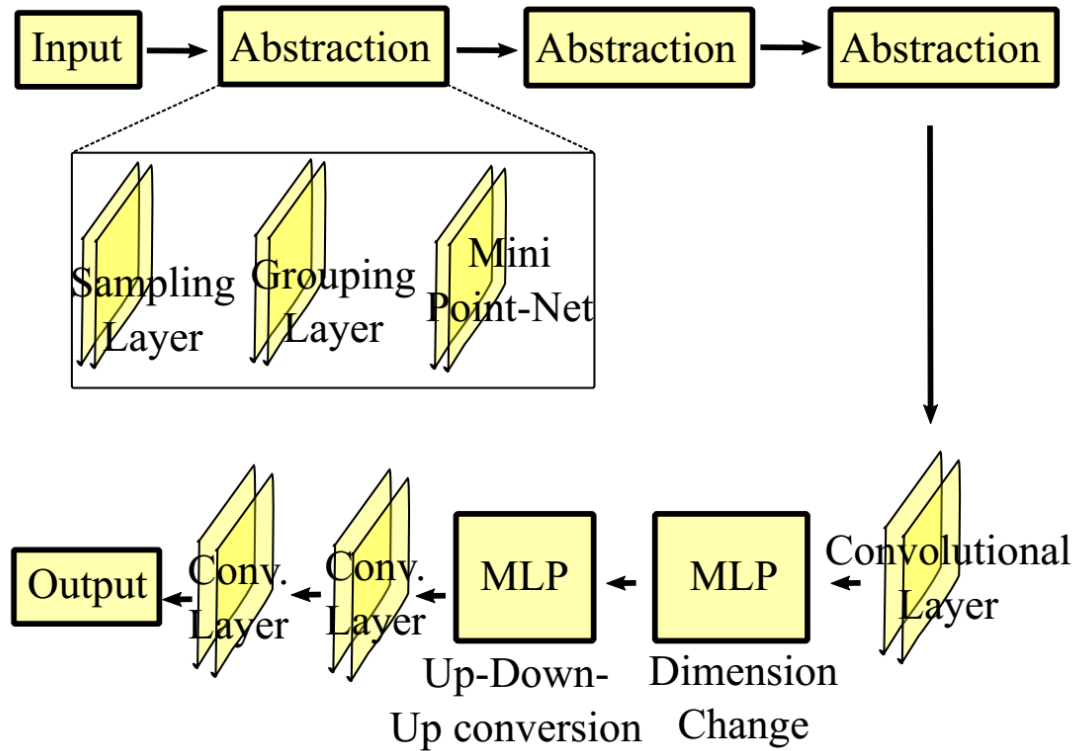 Input
Abstraction
Abstraction
Abstraction
Sampling
Layer
Grouping
Layer
Mini
Point-Net
Output
Conv.
Layer
Conv.
Layer
MLP
Up-Down-
Up conversion
MLP
Dimension
Change
Convolutional
Layer